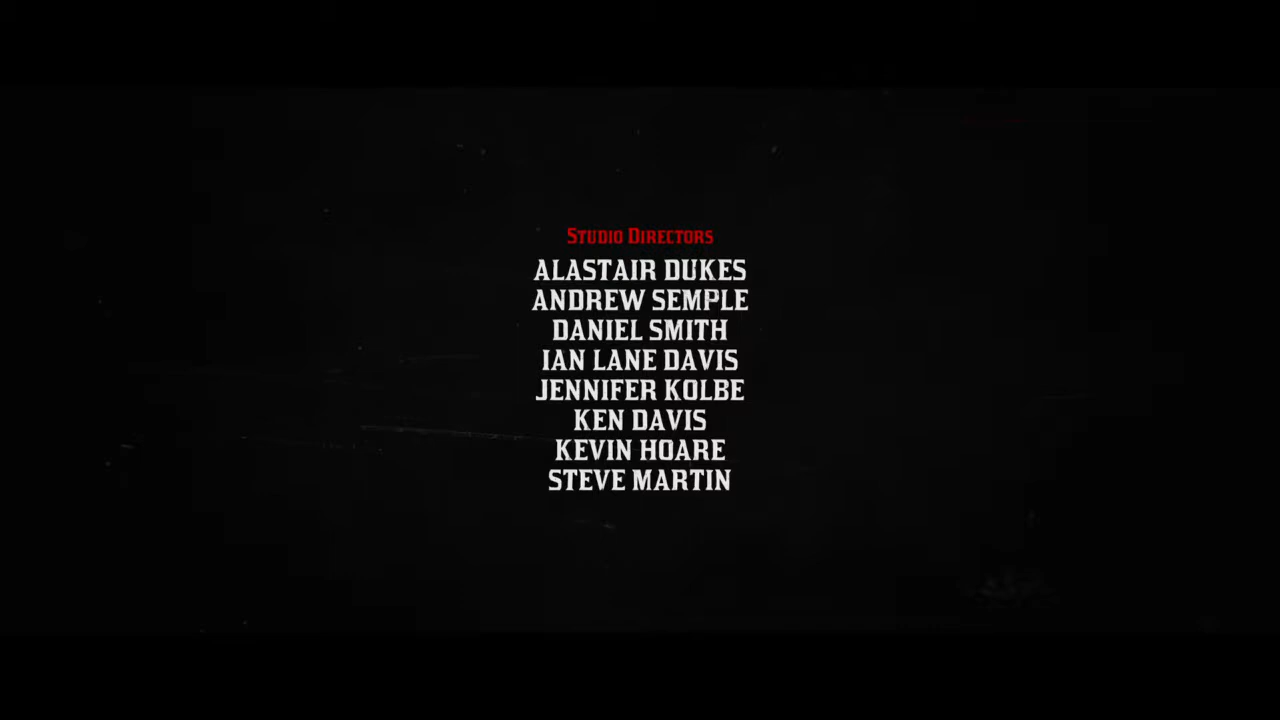 Studio Directors
ALASTAIR DUKES
ANDREW SEMPLE
DANIEL SMITH
IAN LANE DAVIS
JENNIFER KOLBE
KEN DAVIS
KEVIN HOARE
STEVE MARTIN